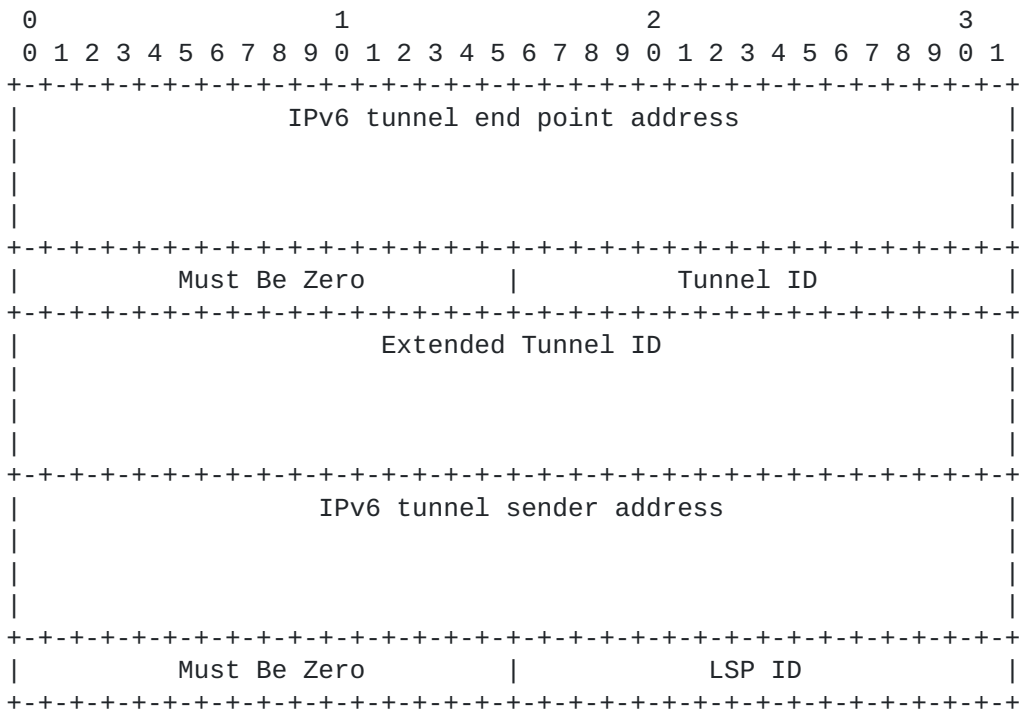 0                   1                   2                   3
 0 1 2 3 4 5 6 7 8 9 0 1 2 3 4 5 6 7 8 9 0 1 2 3 4 5 6 7 8 9 0 1
+-+-+-+-+-+-+-+-+-+-+-+-+-+-+-+-+-+-+-+-+-+-+-+-+-+-+-+-+-+-+-+-+
|                 IPv6 tunnel end point address                 |
|                                                               |
|                                                               |
|                                                               |
+-+-+-+-+-+-+-+-+-+-+-+-+-+-+-+-+-+-+-+-+-+-+-+-+-+-+-+-+-+-+-+-+
|          Must Be Zero         |          Tunnel ID            |
+-+-+-+-+-+-+-+-+-+-+-+-+-+-+-+-+-+-+-+-+-+-+-+-+-+-+-+-+-+-+-+-+
|                       Extended Tunnel ID                      |
|                                                               |
|                                                               |
|                                                               |
+-+-+-+-+-+-+-+-+-+-+-+-+-+-+-+-+-+-+-+-+-+-+-+-+-+-+-+-+-+-+-+-+
|                   IPv6 tunnel sender address                  |
|                                                               |
|                                                               |
|                                                               |
+-+-+-+-+-+-+-+-+-+-+-+-+-+-+-+-+-+-+-+-+-+-+-+-+-+-+-+-+-+-+-+-+
|          Must Be Zero         |            LSP ID             |
+-+-+-+-+-+-+-+-+-+-+-+-+-+-+-+-+-+-+-+-+-+-+-+-+-+-+-+-+-+-+-+-+